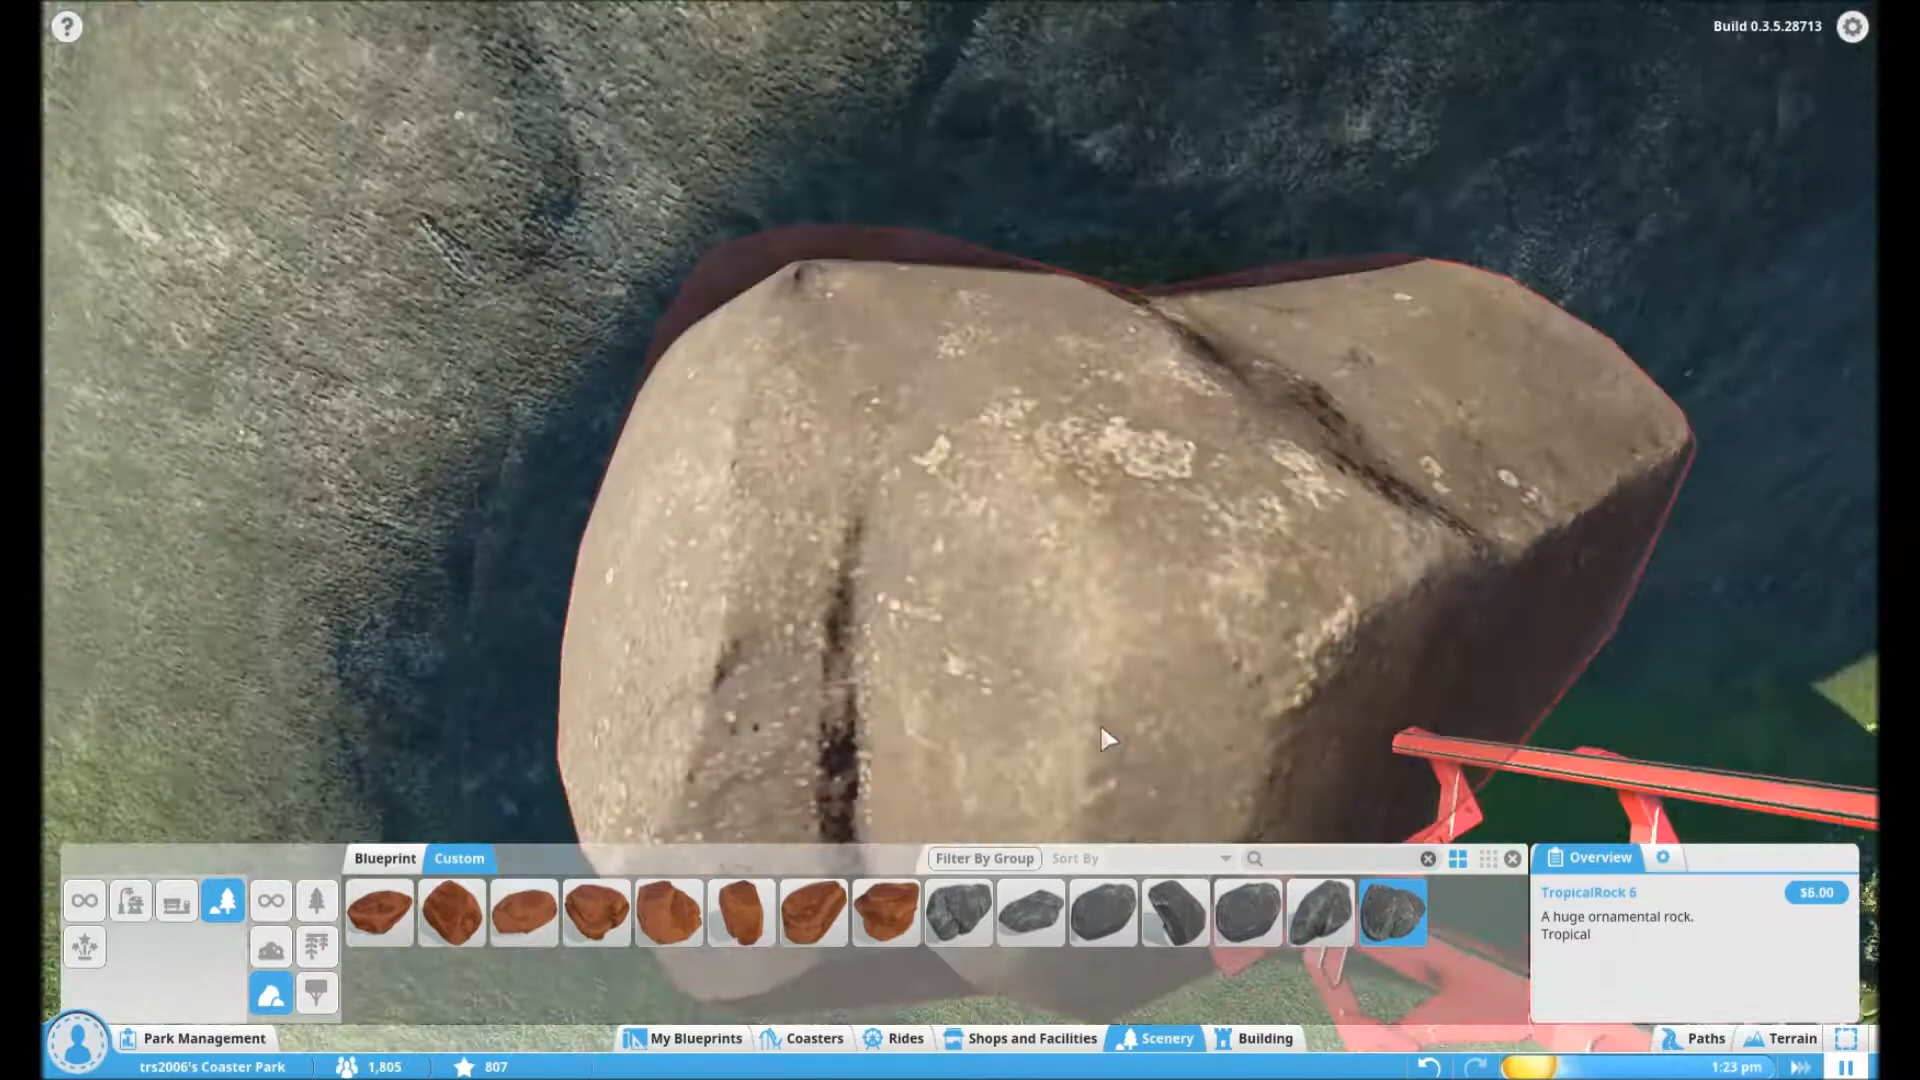 ?
Build 0.3.5.28713
Blueprint
Custom
Filter By Group
Sort By
Overview
TropicalRock 6
$6.00
A huge ornamental rock.
Tropical
Park Management
My Blueprints
Coasters
Rides
Shops and Facilities
Scenery
Building
Paths
Terrain
trs2006's Coaster Park
1,805
807
1:23 pm